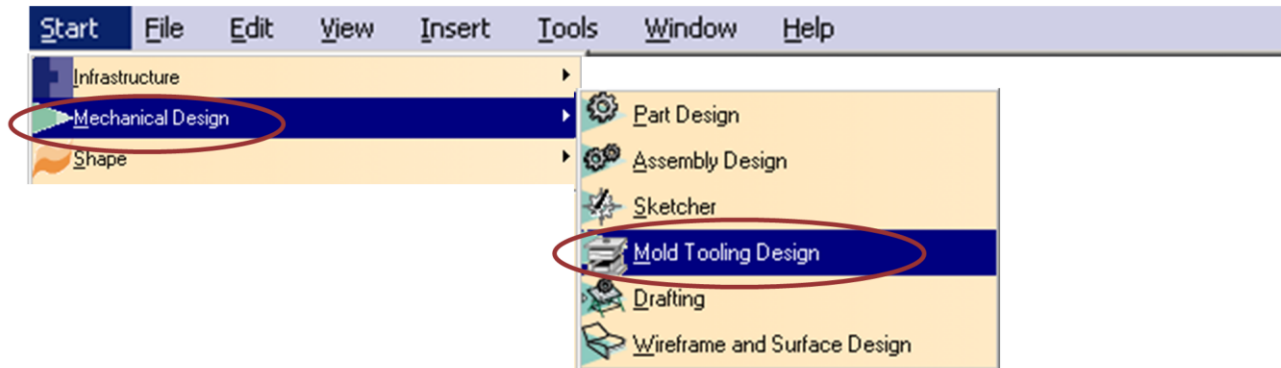 Start File Edit View Insert Tools Window Help
Infrastructure
Mechanical Design
Shape
Part Design
Assembly Design
Sketcher
Mold Tooling Design
Drafting
Wireframe and Surface Design